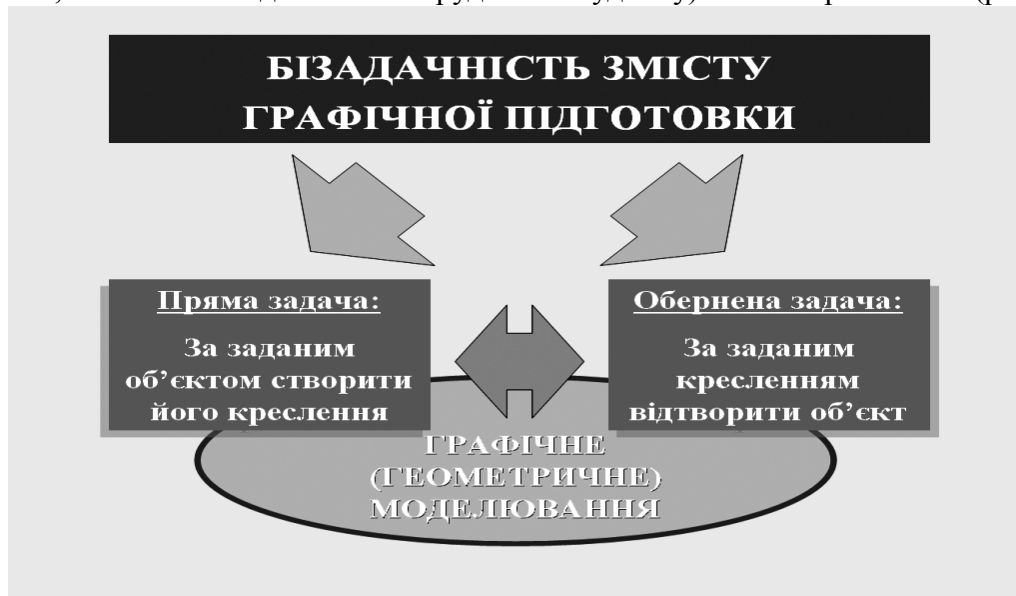 БІЗАДАЧНІСТЬ ЗМІСТУ
ГРАФІЧНОЇ ПІДГОТОВКИ
Пряма задача:
За заданим
об’єктом створити
його креслення
Обернена задача:
За заданим
кресленням
відтворити об’єкт
ГРАФІЧНЕ
(ГЕОМЕТРИЧНЕ)
МОДЕЛЮВАННЯ